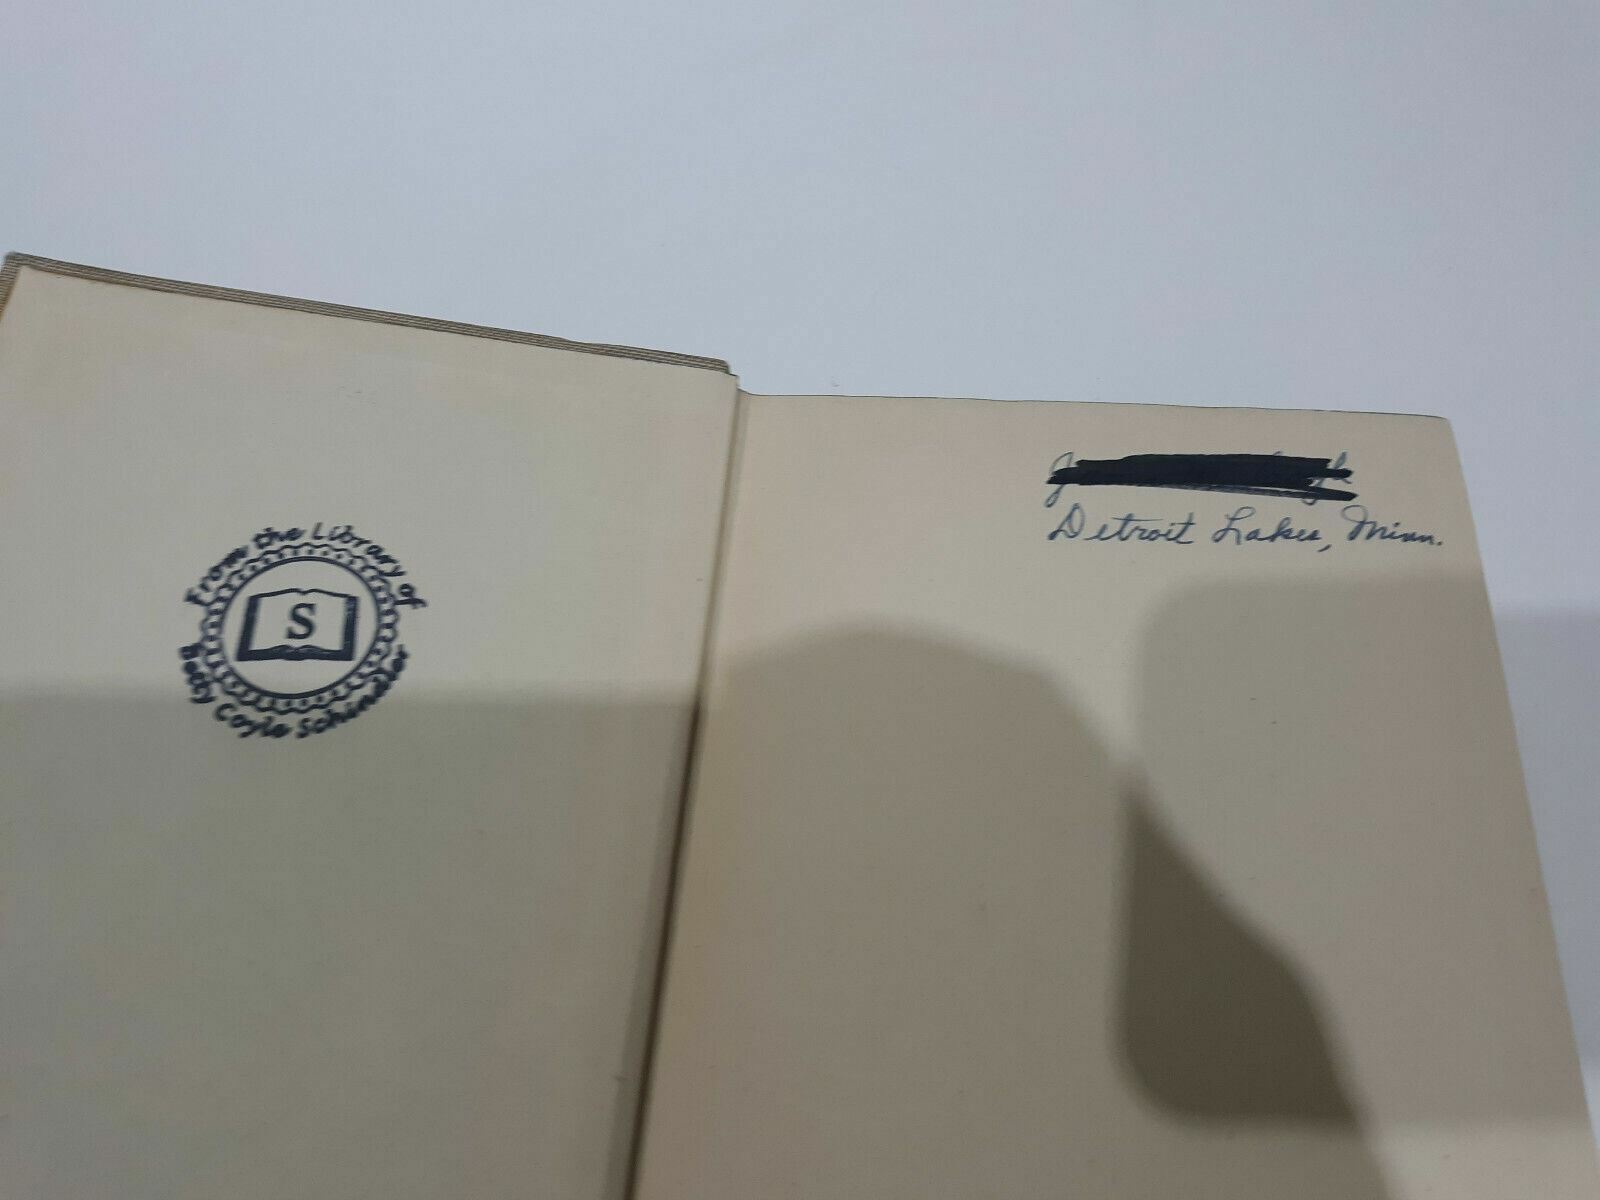 From the Library of
S
Betty Coyle Schindler
Detroit Lakes, Minn.